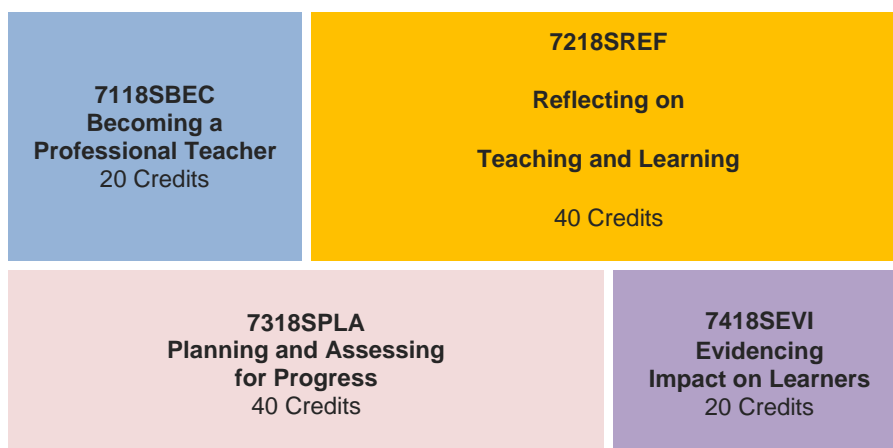 7118SBEC
Becoming a
Professional Teacher
20 Credits
7218SREF
Reflecting on
Teaching and Learning
40 Credits
7318SPLA
Planning and Assessing
for Progress
40 Credits
7418SEVI
Evidencing
Impact on Learners
20 Credits